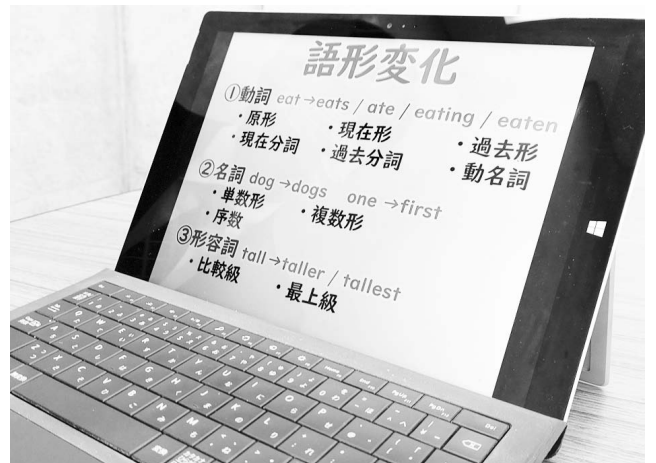 語形変化
①動詞 eat→eats / ate / eating / eaten
・原形 ・現在形 ・過去形
・現在分詞 ・過去分詞 ・動名詞
②名詞 dog→dogs one→first
・単数形 ・複数形
・序数
③形容詞 tall→taller / tallest
・比較級 ・最上級